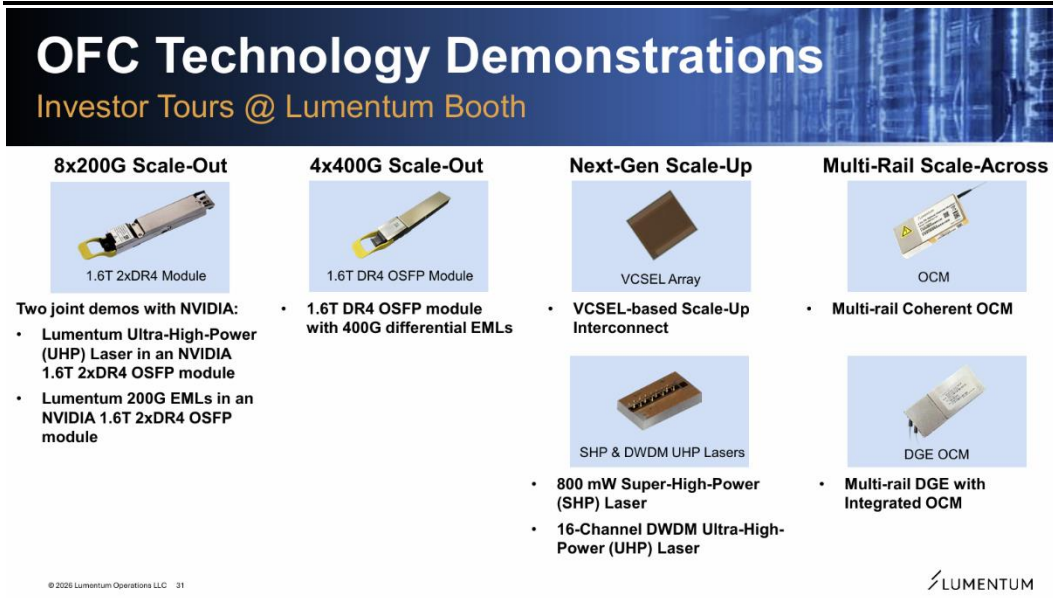 OFC Technology Demonstrations
Investor Tours @ Lumentum Booth
8x200G Scale-Out
1.6T 2xDR4 Module
Two joint demos with NVIDIA:
• Lumentum Ultra-High-Power
(UHP) Laser in an NVIDIA
1.6T 2xDR4 OSFP module
• Lumentum 200G EMLs in an
NVIDIA 1.6T 2xDR4 OSFP
module
4x400G Scale-Out
1.6T DR4 OSFP Module
• 1.6T DR4 OSFP module
with 400G differential EMLs
Next-Gen Scale-Up
VCSEL Array
• VCSEL-based Scale-Up
Interconnect
SHP & DWDM UHP Lasers
• 800 mW Super-High-Power
(SHP) Laser
• 16-Channel DWDM Ultra-High-
Power (UHP) Laser
Multi-Rail Scale-Across
OCM
• Multi-rail Coherent OCM
DGE OCM
• Multi-rail DGE with
Integrated OCM
© 2026 Lumentum Operations LLC 31
LUMENTUM